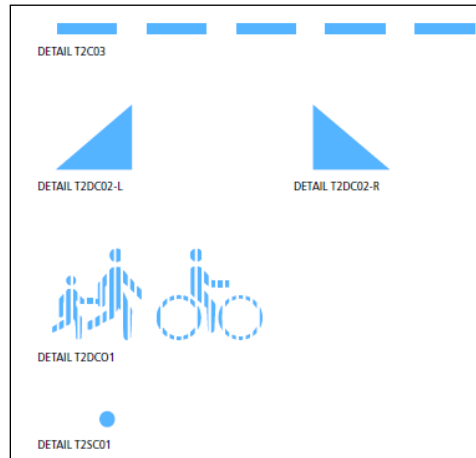 DETAIL T2C03
DETAIL T2DC02-L
DETAIL T2DC02-R
DETAIL T2DCO1
DETAIL T2SC01